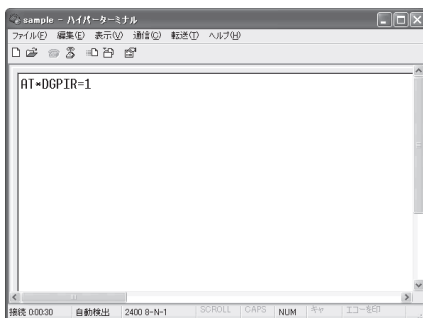 sample - ハイパーターミナル
ファイル(F) 編集(E) 表示(V) 通信(C) 転送(T) ヘルプ(H)
AT*DGPIR=1
接続 0:00:30 自動検出 2400 8-N-1 SCROLL CAPS NUM キャ エコーを印